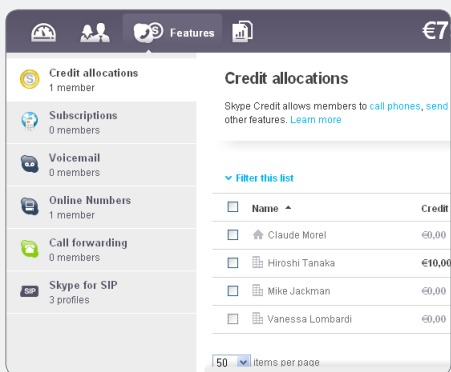 Features
€7
Credit allocations
1 member
Subscriptions
0 members
Voicemail
0 members
Online Numbers
1 member
Call forwarding
0 members
SIP
Skype for SIP
3 profiles
Credit allocations
Skype Credit allows members to call phones, send
other features. Learn more
Filter this list
Name Credit
Claude Morel €0,00
Hiroshi Tanaka €10,00
Mike Jackman €0,00
Vanessa Lombardi €0,00
50 items per page